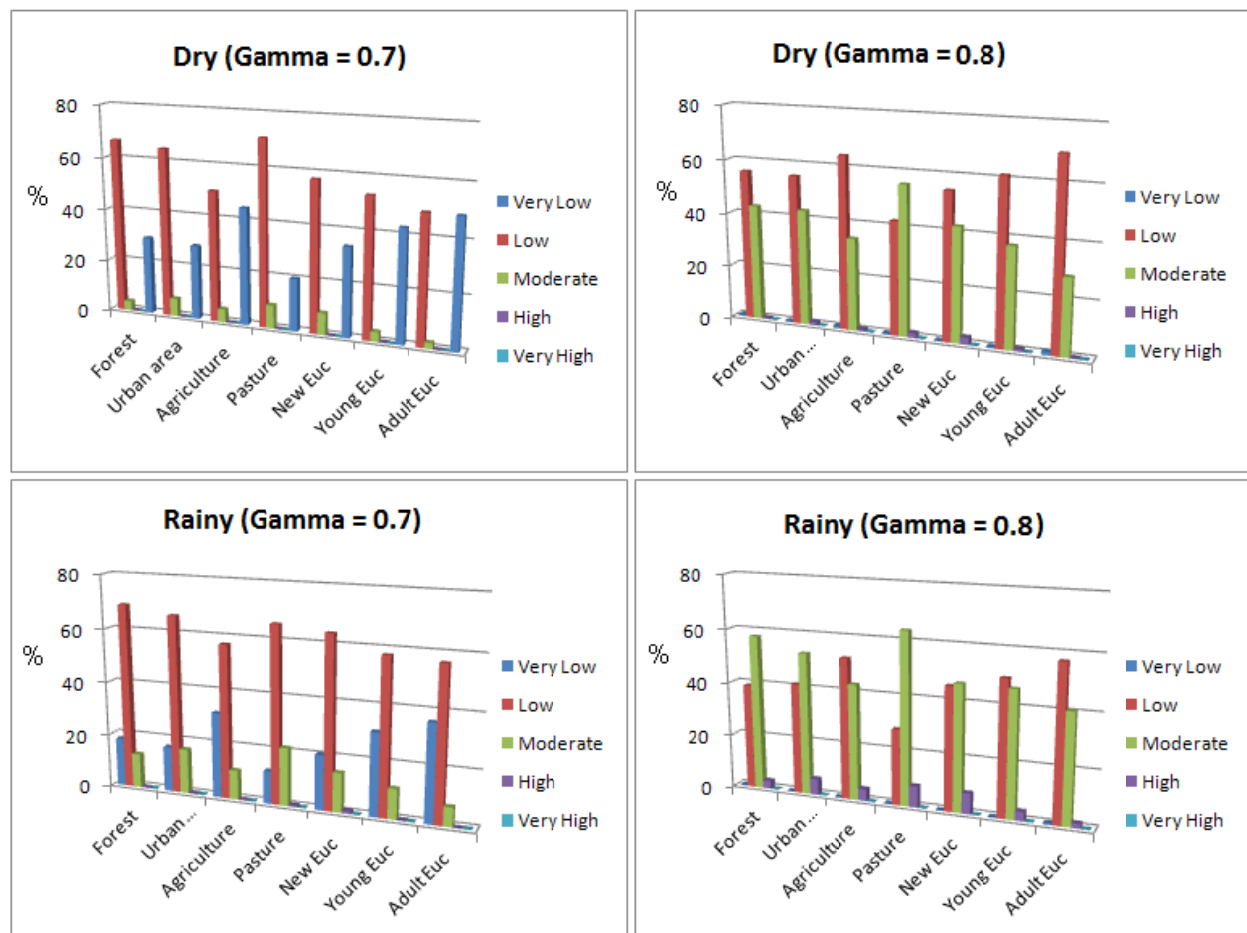 Dry (Gamma = 0.7)
80
60
40
20
0
%
Forest
Urban area
Agriculture
Pasture
New Euc
Young Euc
Adult Euc
Very Low
Low
Moderate
High
Very High
Dry (Gamma = 0.8)
80
60
40
20
0
%
Forest
Urban...
Agriculture
Pasture
New Euc
Young Euc
Adult Euc
Very Low
Low
Moderate
High
Very High
Rainy (Gamma = 0.7)
80
60
40
20
0
%
Forest
Urban...
Agriculture
Pasture
New Euc
Young Euc
Adult Euc
Very Low
Low
Moderate
High
Very High
Rainy (Gamma = 0.8)
80
60
40
20
0
%
Forest
Urban...
Agriculture
Pasture
New Euc
Young Euc
Adult Euc
Very Low
Low
Moderate
High
Very High